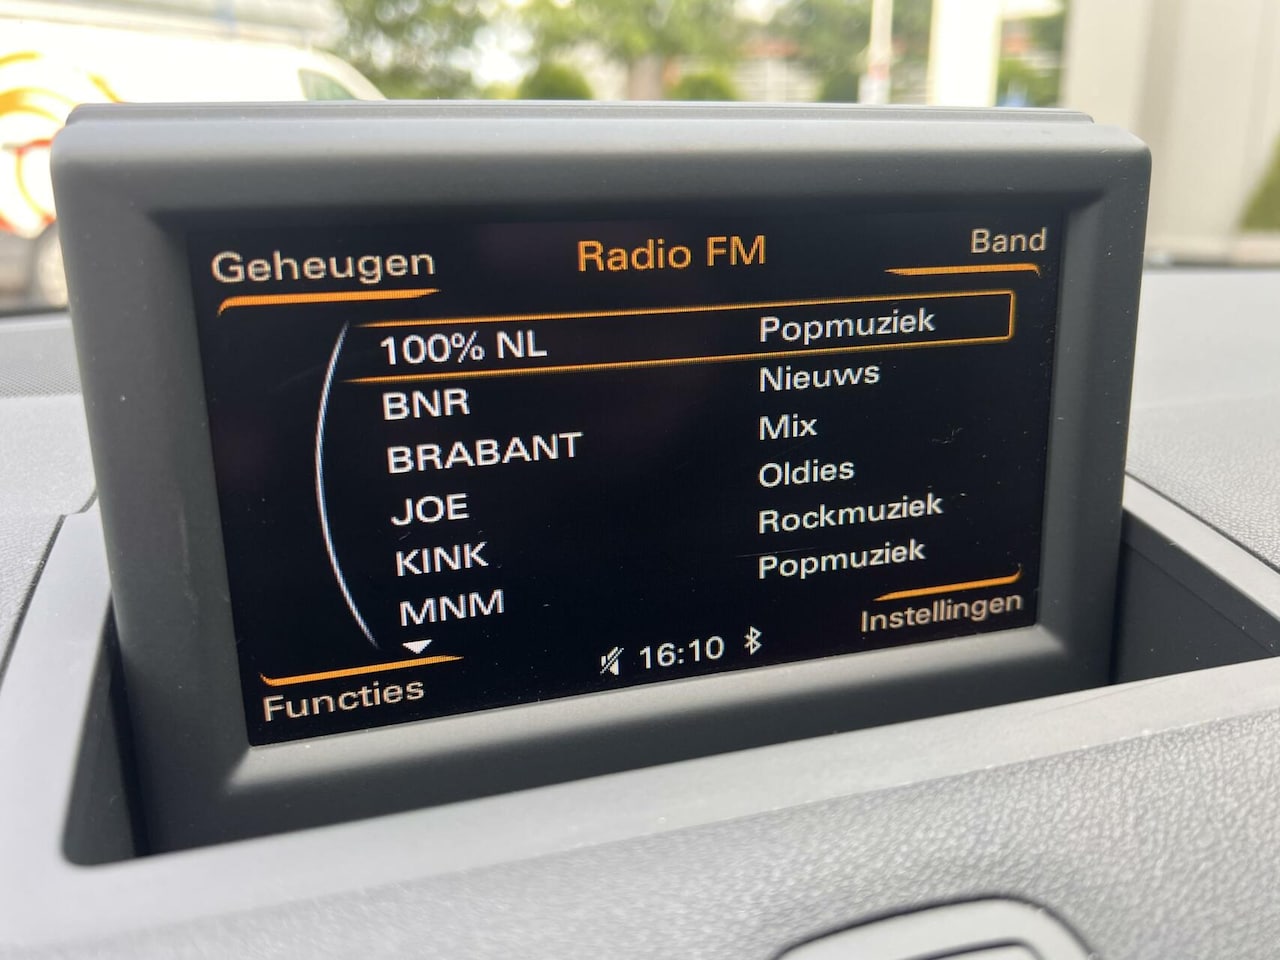 Geheugen Radio FM Band
100% NL Popmuziek
BNR Nieuws
BRABANT Mix
JOE Oldies
KINK Rockmuziek
MNM Popmuziek
Functies 16:10 Instellingen